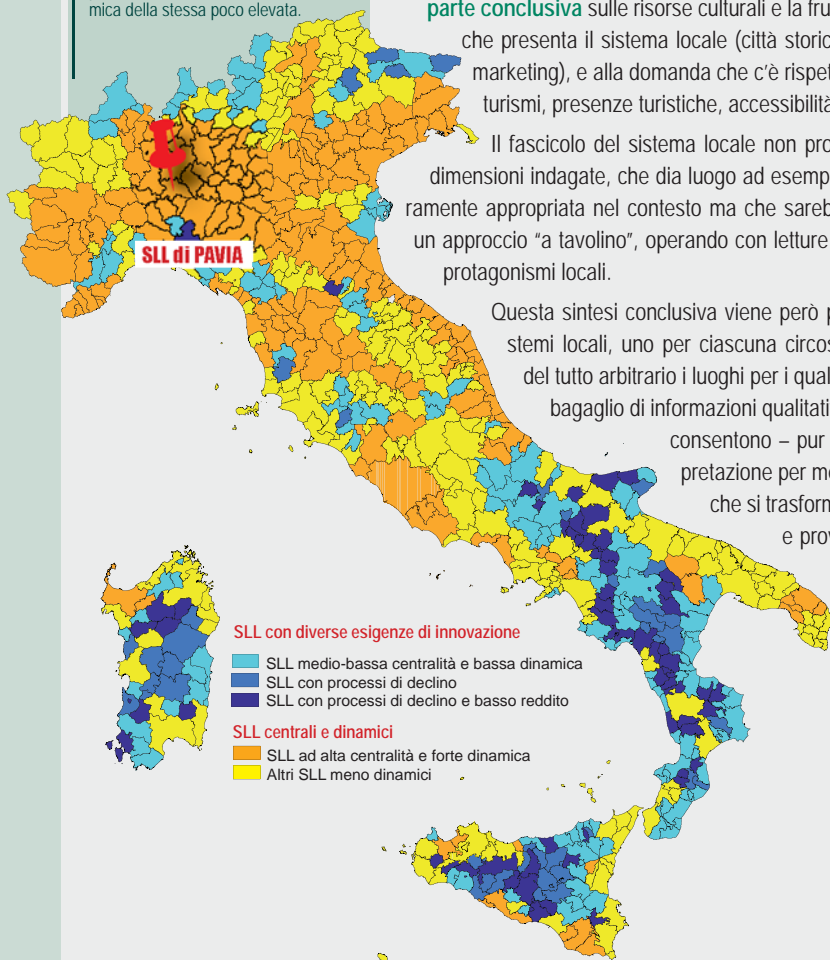 mica della stessa poco elevata.
parte conclusiva sulle risorse culturali e la fru
che presenta il sistema locale (città storic
marketing), e alla domanda che c'è rispet
turismi, presenze turistiche, accessibilità
Il fascicolo del sistema locale non pro
dimensioni indagate, che dia luogo ad esemp
ramente appropriata nel contesto ma che sareb
un approccio "a tavolino", operando con letture
protagonismi locali.
Questa sintesi conclusiva viene però p
stemi locali, uno per ciascuna circos
del tutto arbitrario i luoghi per i qual
bagaglio di informazioni qualitati
consentono – pur
pretazione per me
che si trasform
e prov
SLL di PAVIA
SLL con diverse esigenze di innovazione
SLL medio-bassa centralità e bassa dinamica
SLL con processi di declino
SLL con processi di declino e basso reddito
SLL centrali e dinamici
SLL ad alta centralità e forte dinamica
Altri SLL meno dinamici